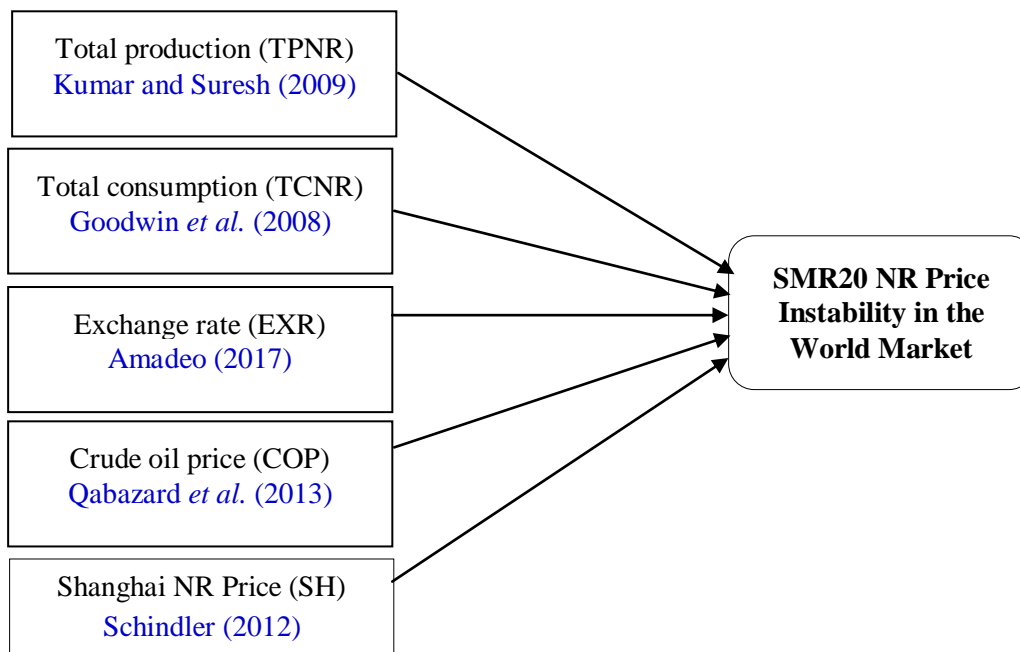 Total production (TPNR)
Kumar and Suresh (2009)
Total consumption (TCNR)
Goodwin et al. (2008)
Exchange rate (EXR)
Amadeo (2017)
Crude oil price (COP)
Qabazard et al. (2013)
Shanghai NR Price (SH)
Schindler (2012)
SMR20 NR Price
Instability in the
World Market